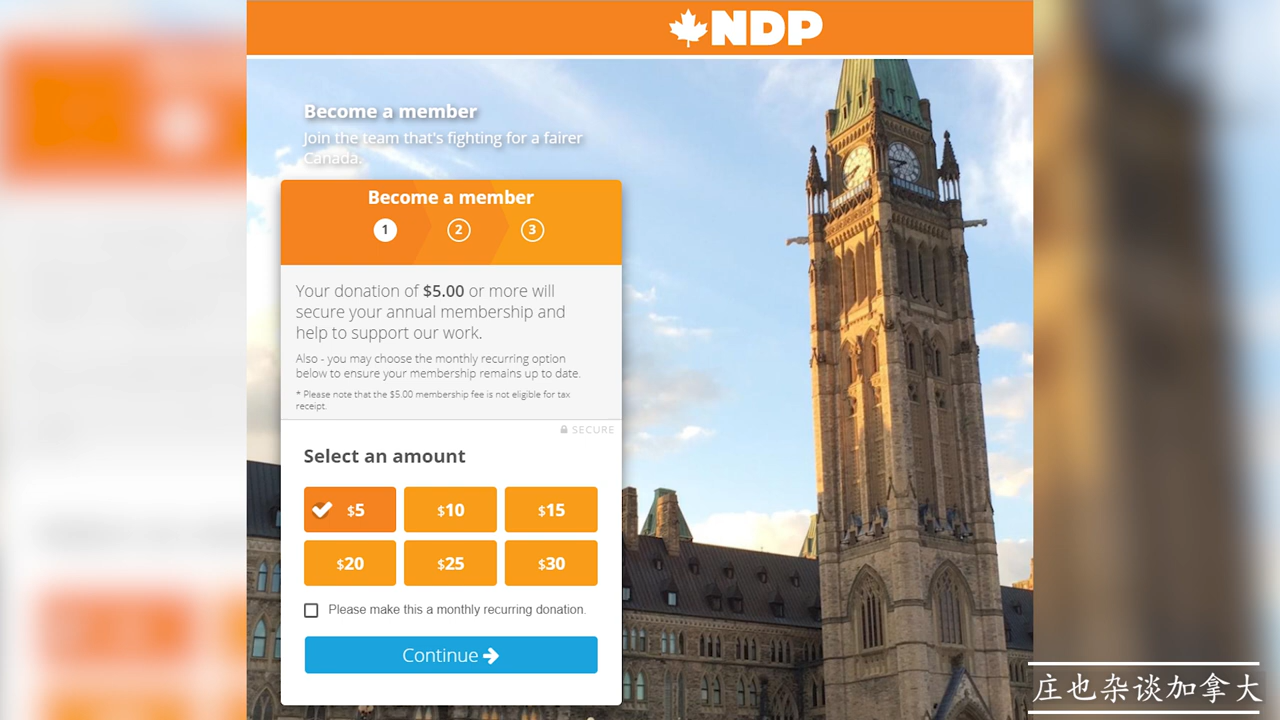 NDP
Become a member
Join the team that's fighting for a fairer
Canada.
Become a member
1 2 3
Your donation of $5.00 or more will
secure your annual membership and
help to support our work.
Also - you may choose the monthly recurring option
below to ensure your membership remains up to date.
* Please note that the $5.00 membership fee is not eligible for tax
receipt.
SECURE
Select an amount
$5 $10 $15
$20 $25 $30
Please make this a monthly recurring donation.
Continue
庄也杂谈加拿大